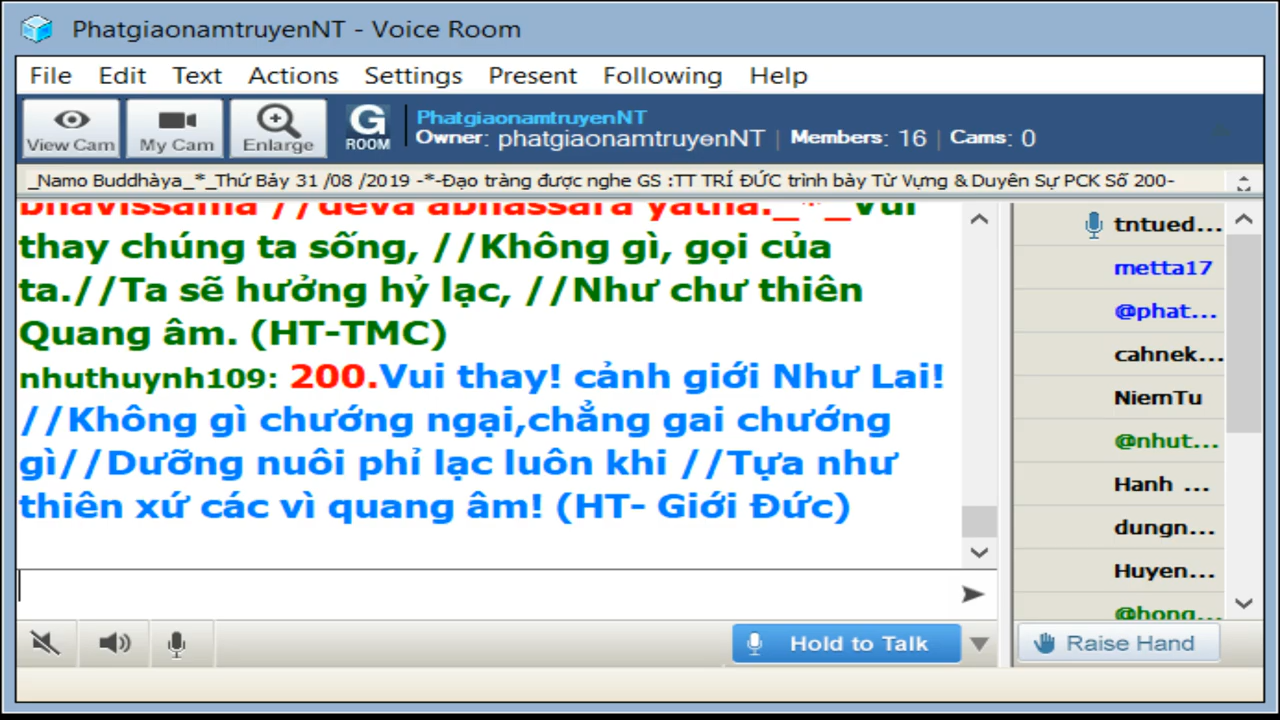 PhatgiaonamtruyenNT - Voice Room
File Edit Text Actions Settings Present Following Help
View Cam My Cam Enlarge G ROOM
PhatgiaonamtruyenNT
Owner: phatgiaonamtruyenNT | Members: 16 | Cams: 0
_Namo Buddhàya_*_Thứ Bảy 31 /08 /2019 -*-Đạo tràng được nghe GS :TT TRÍ ĐỨC trình bày Từ Vựng & Duyên Sự PCK Số 200-
bhavissāma //devā ābhassarā yathā._*_Vui
thay chúng ta sống, //Không gì, gọi của
ta.//Ta sẽ hưởng hỷ lạc, //Như chư thiên
Quang âm. (HT-TMC)
nhuthuynh109: 200.Vui thay! cảnh giới Như Lai!
//Không gì chướng ngại,chẳng gai chướng
gì//Dưỡng nuôi phỉ lạc luôn khi //Tựa như
thiên xứ các vì quang âm! (HT- Giới Đức)
tntued...
metta17
@phat...
cahnek...
NiemTu
@nhut...
Hanh ...
dungn...
Huyen...
@hong...
Hold to Talk
Raise Hand